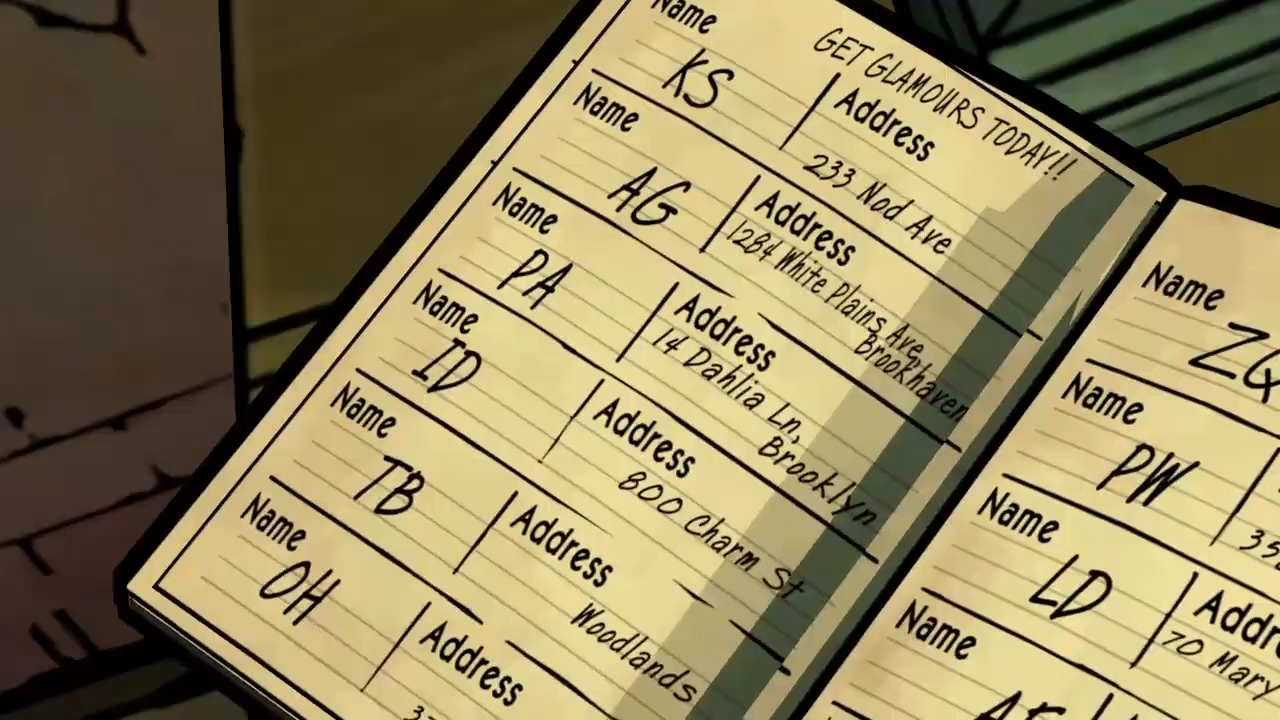 GET GLAMOURS TODAY!!
Name
KS
Address
233 Nod Ave
Name
AG
Address
1284 White Plains Ave,
Brookhaven
Name
PA
Address
14 Dahlia Ln,
Brooklyn
Name
ID
Address
800 Charm St
Name
TB
Address
Woodlands
Name
OH
Address
Name
Name
PW
Name
LD
70 Mary
Name